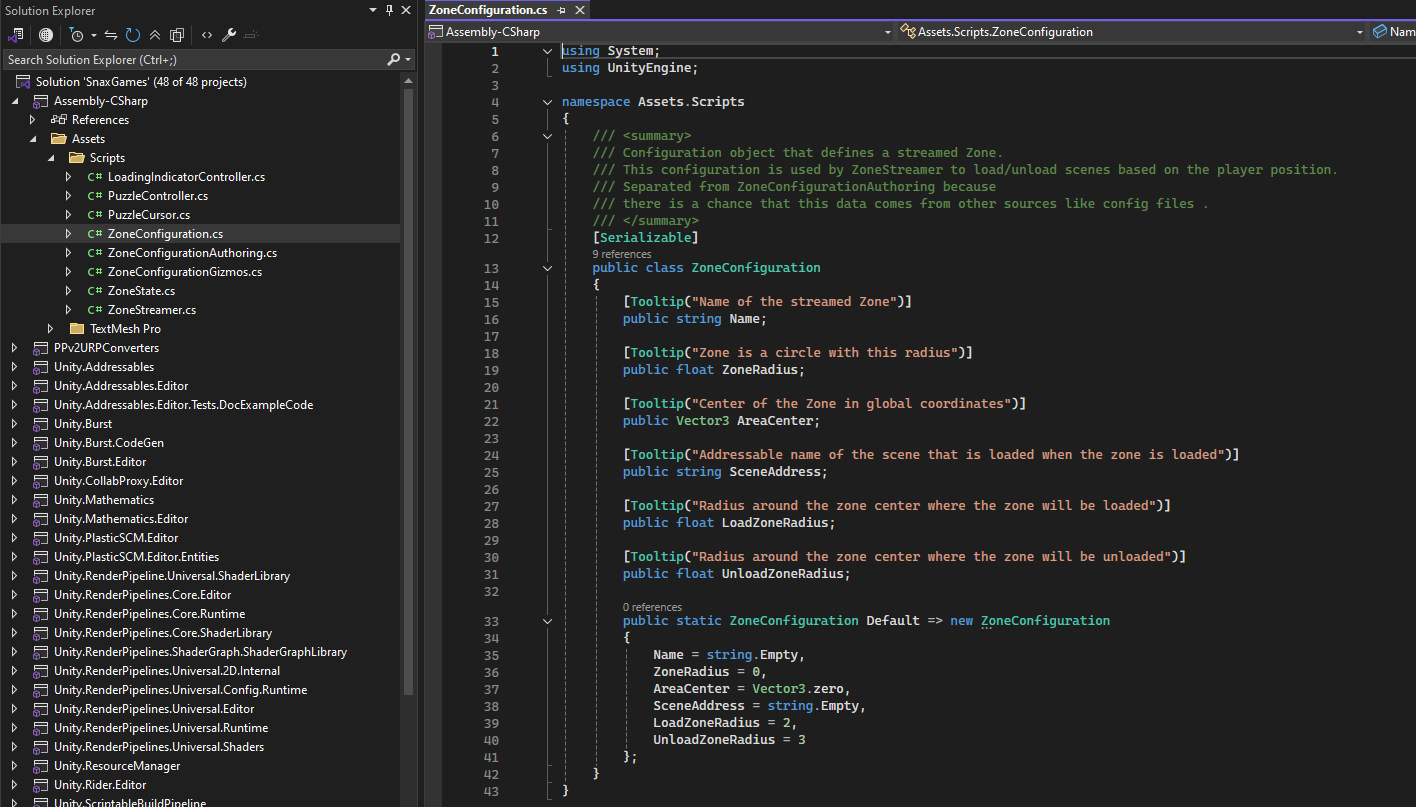 Solution Explorer
Search Solution Explorer (Ctrl+;)
Solution 'SnaxGames' (48 of 48 projects)
Assembly-CSharp
References
Assets
Scripts
C# LoadingIndicatorController.cs
C# PuzzleController.cs
C# PuzzleCursor.cs
C# ZoneConfiguration.cs
C# ZoneConfigurationAuthoring.cs
C# ZoneConfigurationGizmos.cs
C# ZoneState.cs
C# ZoneStreamer.cs
TextMesh Pro
PPv2URPConverters
Unity.Addressables
Unity.Addressables.Editor
Unity.Addressables.Editor.Tests.DocExampleCode
Unity.Burst
Unity.Burst.CodeGen
Unity.Burst.Editor
Unity.CollabProxy.Editor
Unity.Mathematics
Unity.Mathematics.Editor
Unity.PlasticSCM.Editor
Unity.PlasticSCM.Editor.Entities
Unity.RenderPipeline.Universal.ShaderLibrary
Unity.RenderPipelines.Core.Editor
Unity.RenderPipelines.Core.Runtime
Unity.RenderPipelines.Core.ShaderLibrary
Unity.RenderPipelines.ShaderGraph.ShaderGraphLibrary
Unity.RenderPipelines.Universal.2D.Internal
Unity.RenderPipelines.Universal.Config.Runtime
Unity.RenderPipelines.Universal.Editor
Unity.RenderPipelines.Universal.Runtime
Unity.RenderPipelines.Universal.Shaders
Unity.ResourceManager
Unity.Rider.Editor
Unity.ScriptableBuildPipeline
ZoneConfiguration.cs
Assembly-CSharp Assets.Scripts.ZoneConfiguration Nam
1 using System;
2 using UnityEngine;
3
4 namespace Assets.Scripts
5 {
6 /// <summary>
7 /// Configuration object that defines a streamed Zone.
8 /// This configuration is used by ZoneStreamer to load/unload scenes based on the player position.
9 /// Separated from ZoneConfigurationAuthoring because
10 /// there is a chance that this data comes from other sources like config files .
11 /// </summary>
12 [Serializable]
9 references
13 public class ZoneConfiguration
14 {
15 [Tooltip("Name of the streamed Zone")]
16 public string Name;
17
18 [Tooltip("Zone is a circle with this radius")]
19 public float ZoneRadius;
20
21 [Tooltip("Center of the Zone in global coordinates")]
22 public Vector3 AreaCenter;
23
24 [Tooltip("Addressable name of the scene that is loaded when the zone is loaded")]
25 public string SceneAddress;
26
27 [Tooltip("Radius around the zone center where the zone will be loaded")]
28 public float LoadZoneRadius;
29
30 [Tooltip("Radius around the zone center where the zone will be unloaded")]
31 public float UnloadZoneRadius;
32
0 references
33 public static ZoneConfiguration Default => new ZoneConfiguration
34 {
35 Name = string.Empty,
36 ZoneRadius = 0,
37 AreaCenter = Vector3.zero,
38 SceneAddress = string.Empty,
39 LoadZoneRadius = 2,
40 UnloadZoneRadius = 3
41 };
42 }
43 }